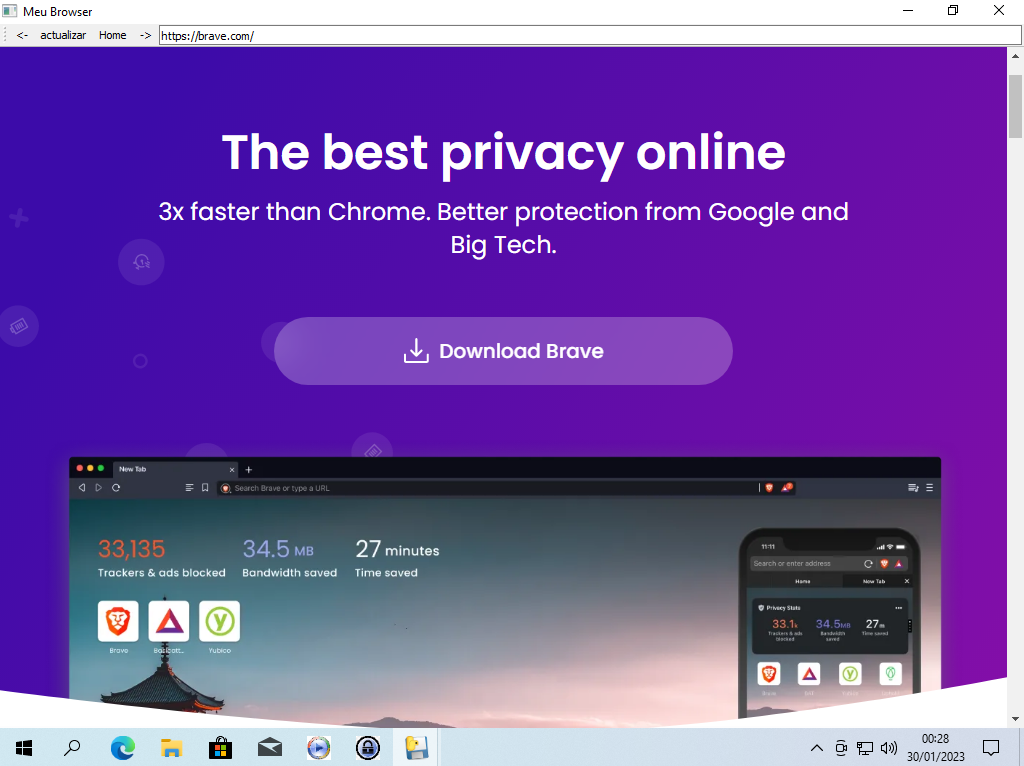 Meu Browser
<- actualizar Home -> https://brave.com/
The best privacy online
3x faster than Chrome. Better protection from Google and
Big Tech.
Download Brave
New Tab
Search Brave or type a URL
33,135 34.5 MB 27 minutes
Trackers & ads blocked Bandwidth saved Time saved
Brave Yubico
11:11
Search or enter address
Home New Tab
Privacy Stats
33.1k 34.5MB 27m
Trackers & ads blocked Bandwidth saved Time saved
Brave BAT Yubico
00:28
30/01/2023